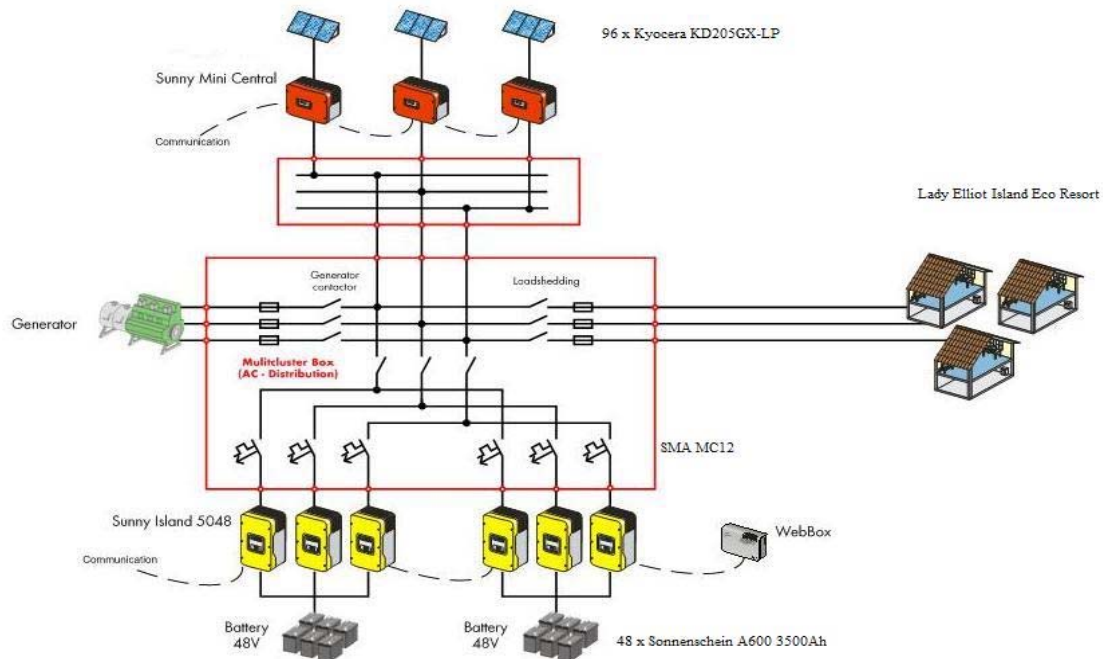 96 x Kyocera KD205GX-LP
Sunny Mini Central
Communication
Lady Elliot Island Eco Resort
Generator
contactor
Loadshedding
Generator
Mulitcluster Box
(AC - Distribution)
SMA MC12
Sunny Island 5048
WebBox
Communication
Battery
48V
Battery
48V
48 x Sonnenschein A600 3500Ah